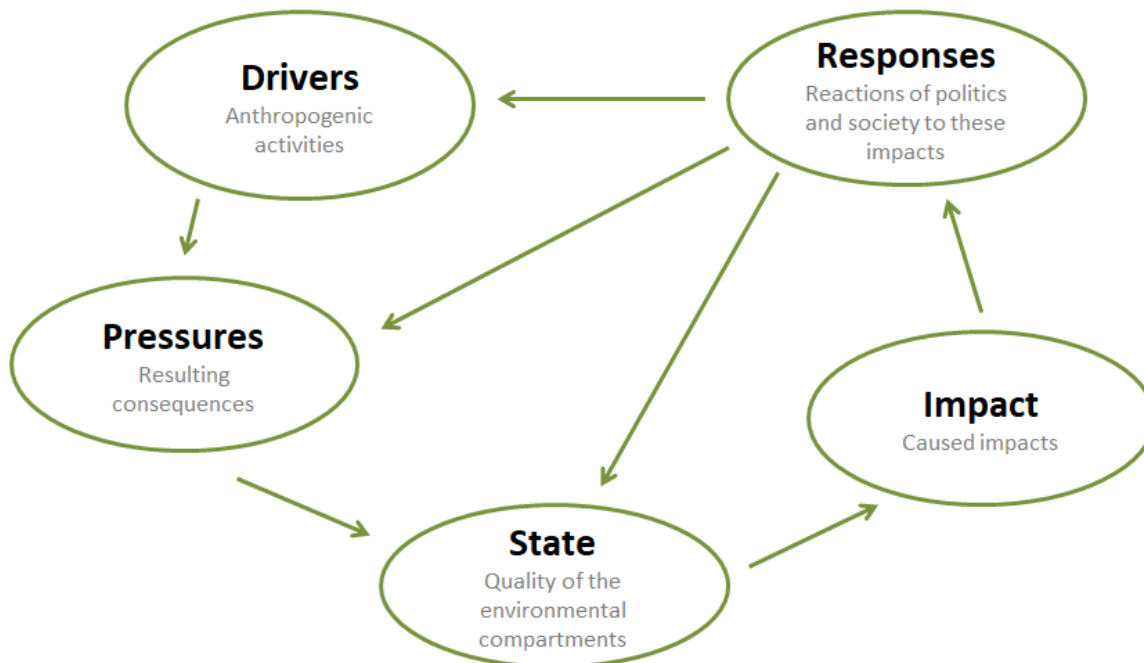 Drivers
Anthropogenic
activities
Responses
Reactions of politics
and society to these
impacts
Pressures
Resulting
consequences
Impact
Caused impacts
State
Quality of the
environmental
compartments